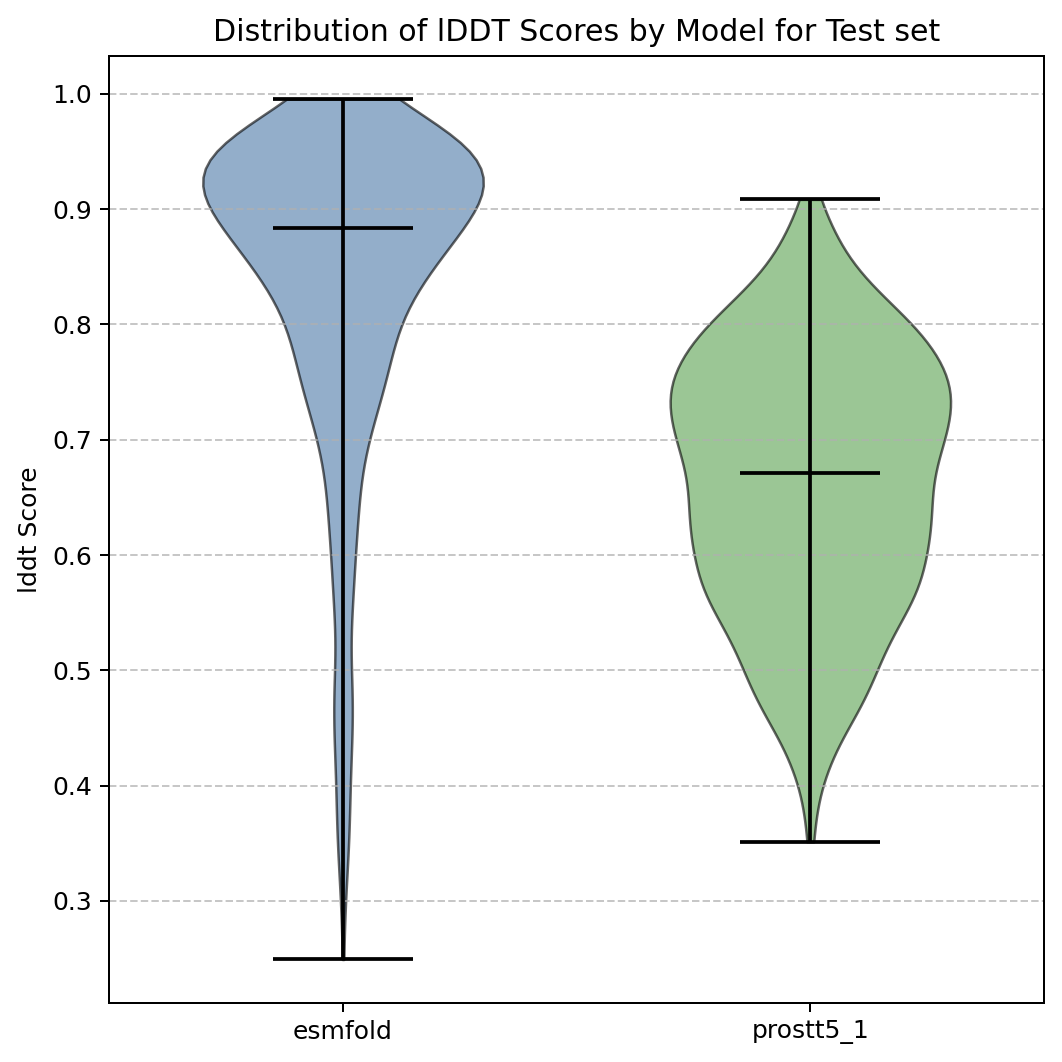 Distribution of lDDT Scores by Model for Test set
lddt Score
1.0
0.9
0.8
0.7
0.6
0.5
0.4
0.3
esmfold
prostt5_1